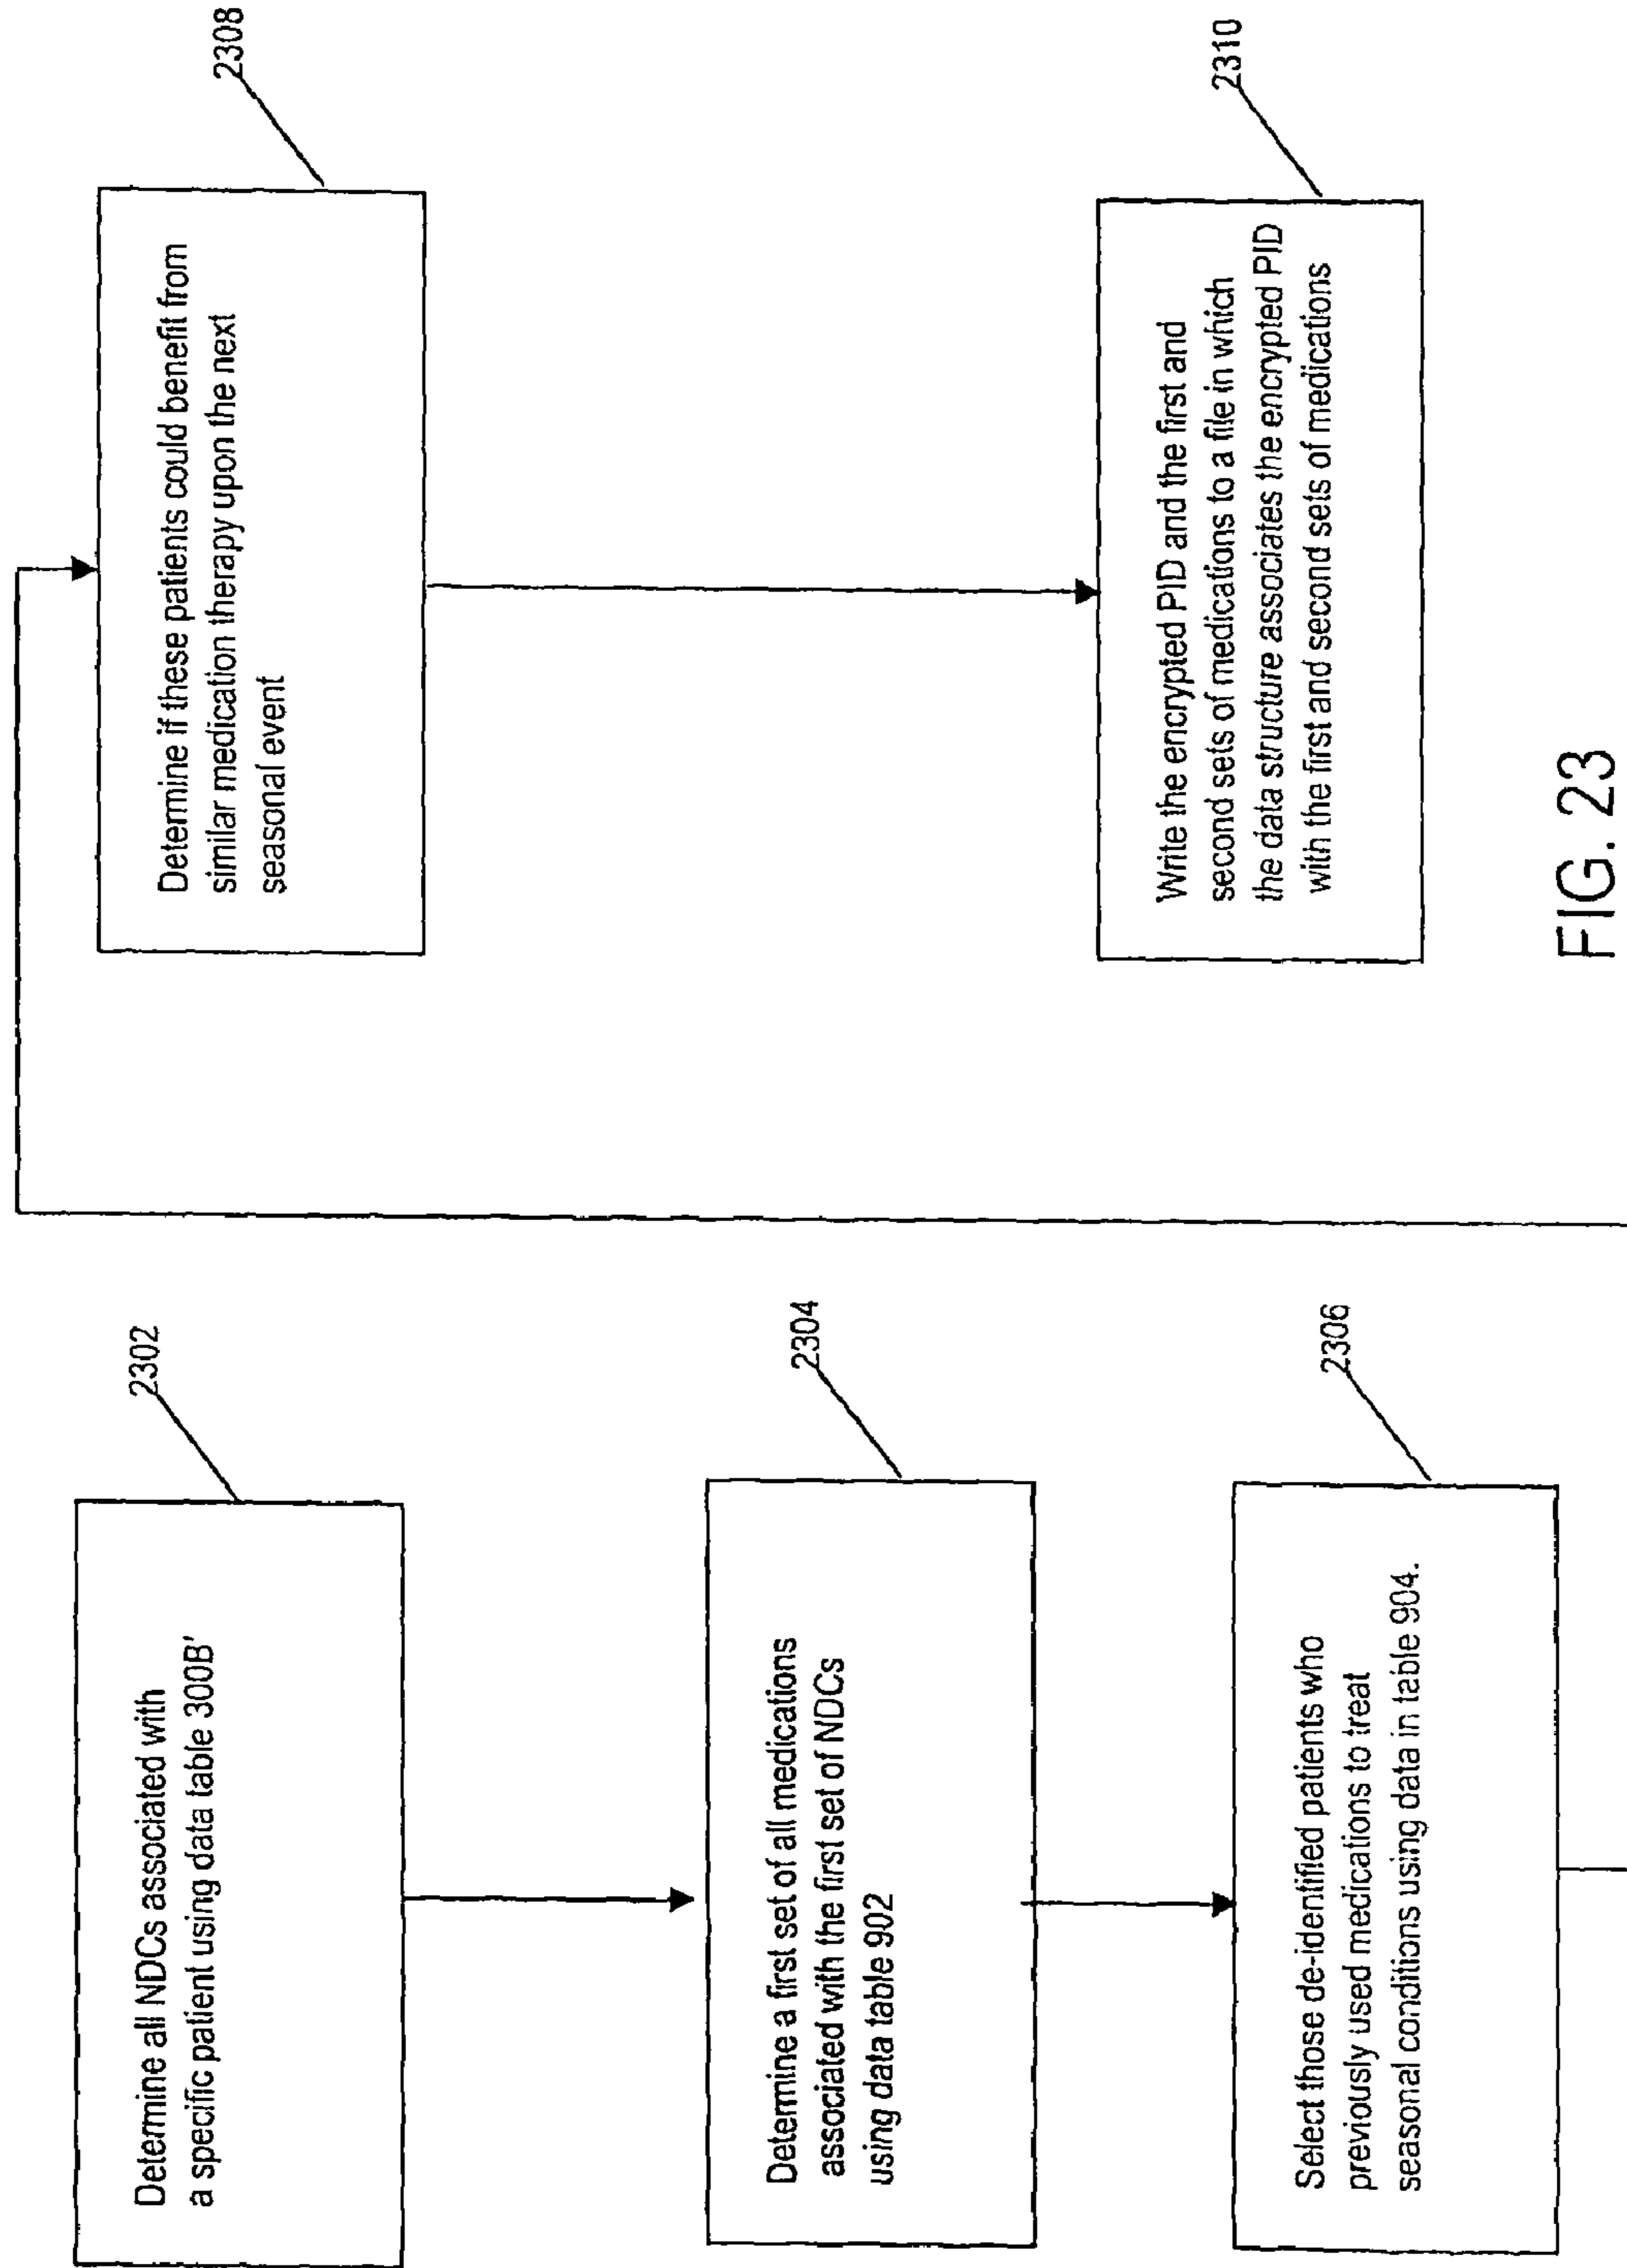 2302
Determine all NDCs associated with
a specific patient using data table 300B'
2304
Determine a first set of all medications
associated with the first set of NDCs
using data table 902
2306
Select those de-identified patients who
previously used medications to treat
seasonal conditions using data in table 904.
2308
Determine if these patients could benefit from
similar medication therapy upon the next
seasonal event
2310
Write the encrypted PID and the first and
second sets of medications to a file in which
the data structure associates the encrypted PID
with the first and second sets of medications
FIG. 23